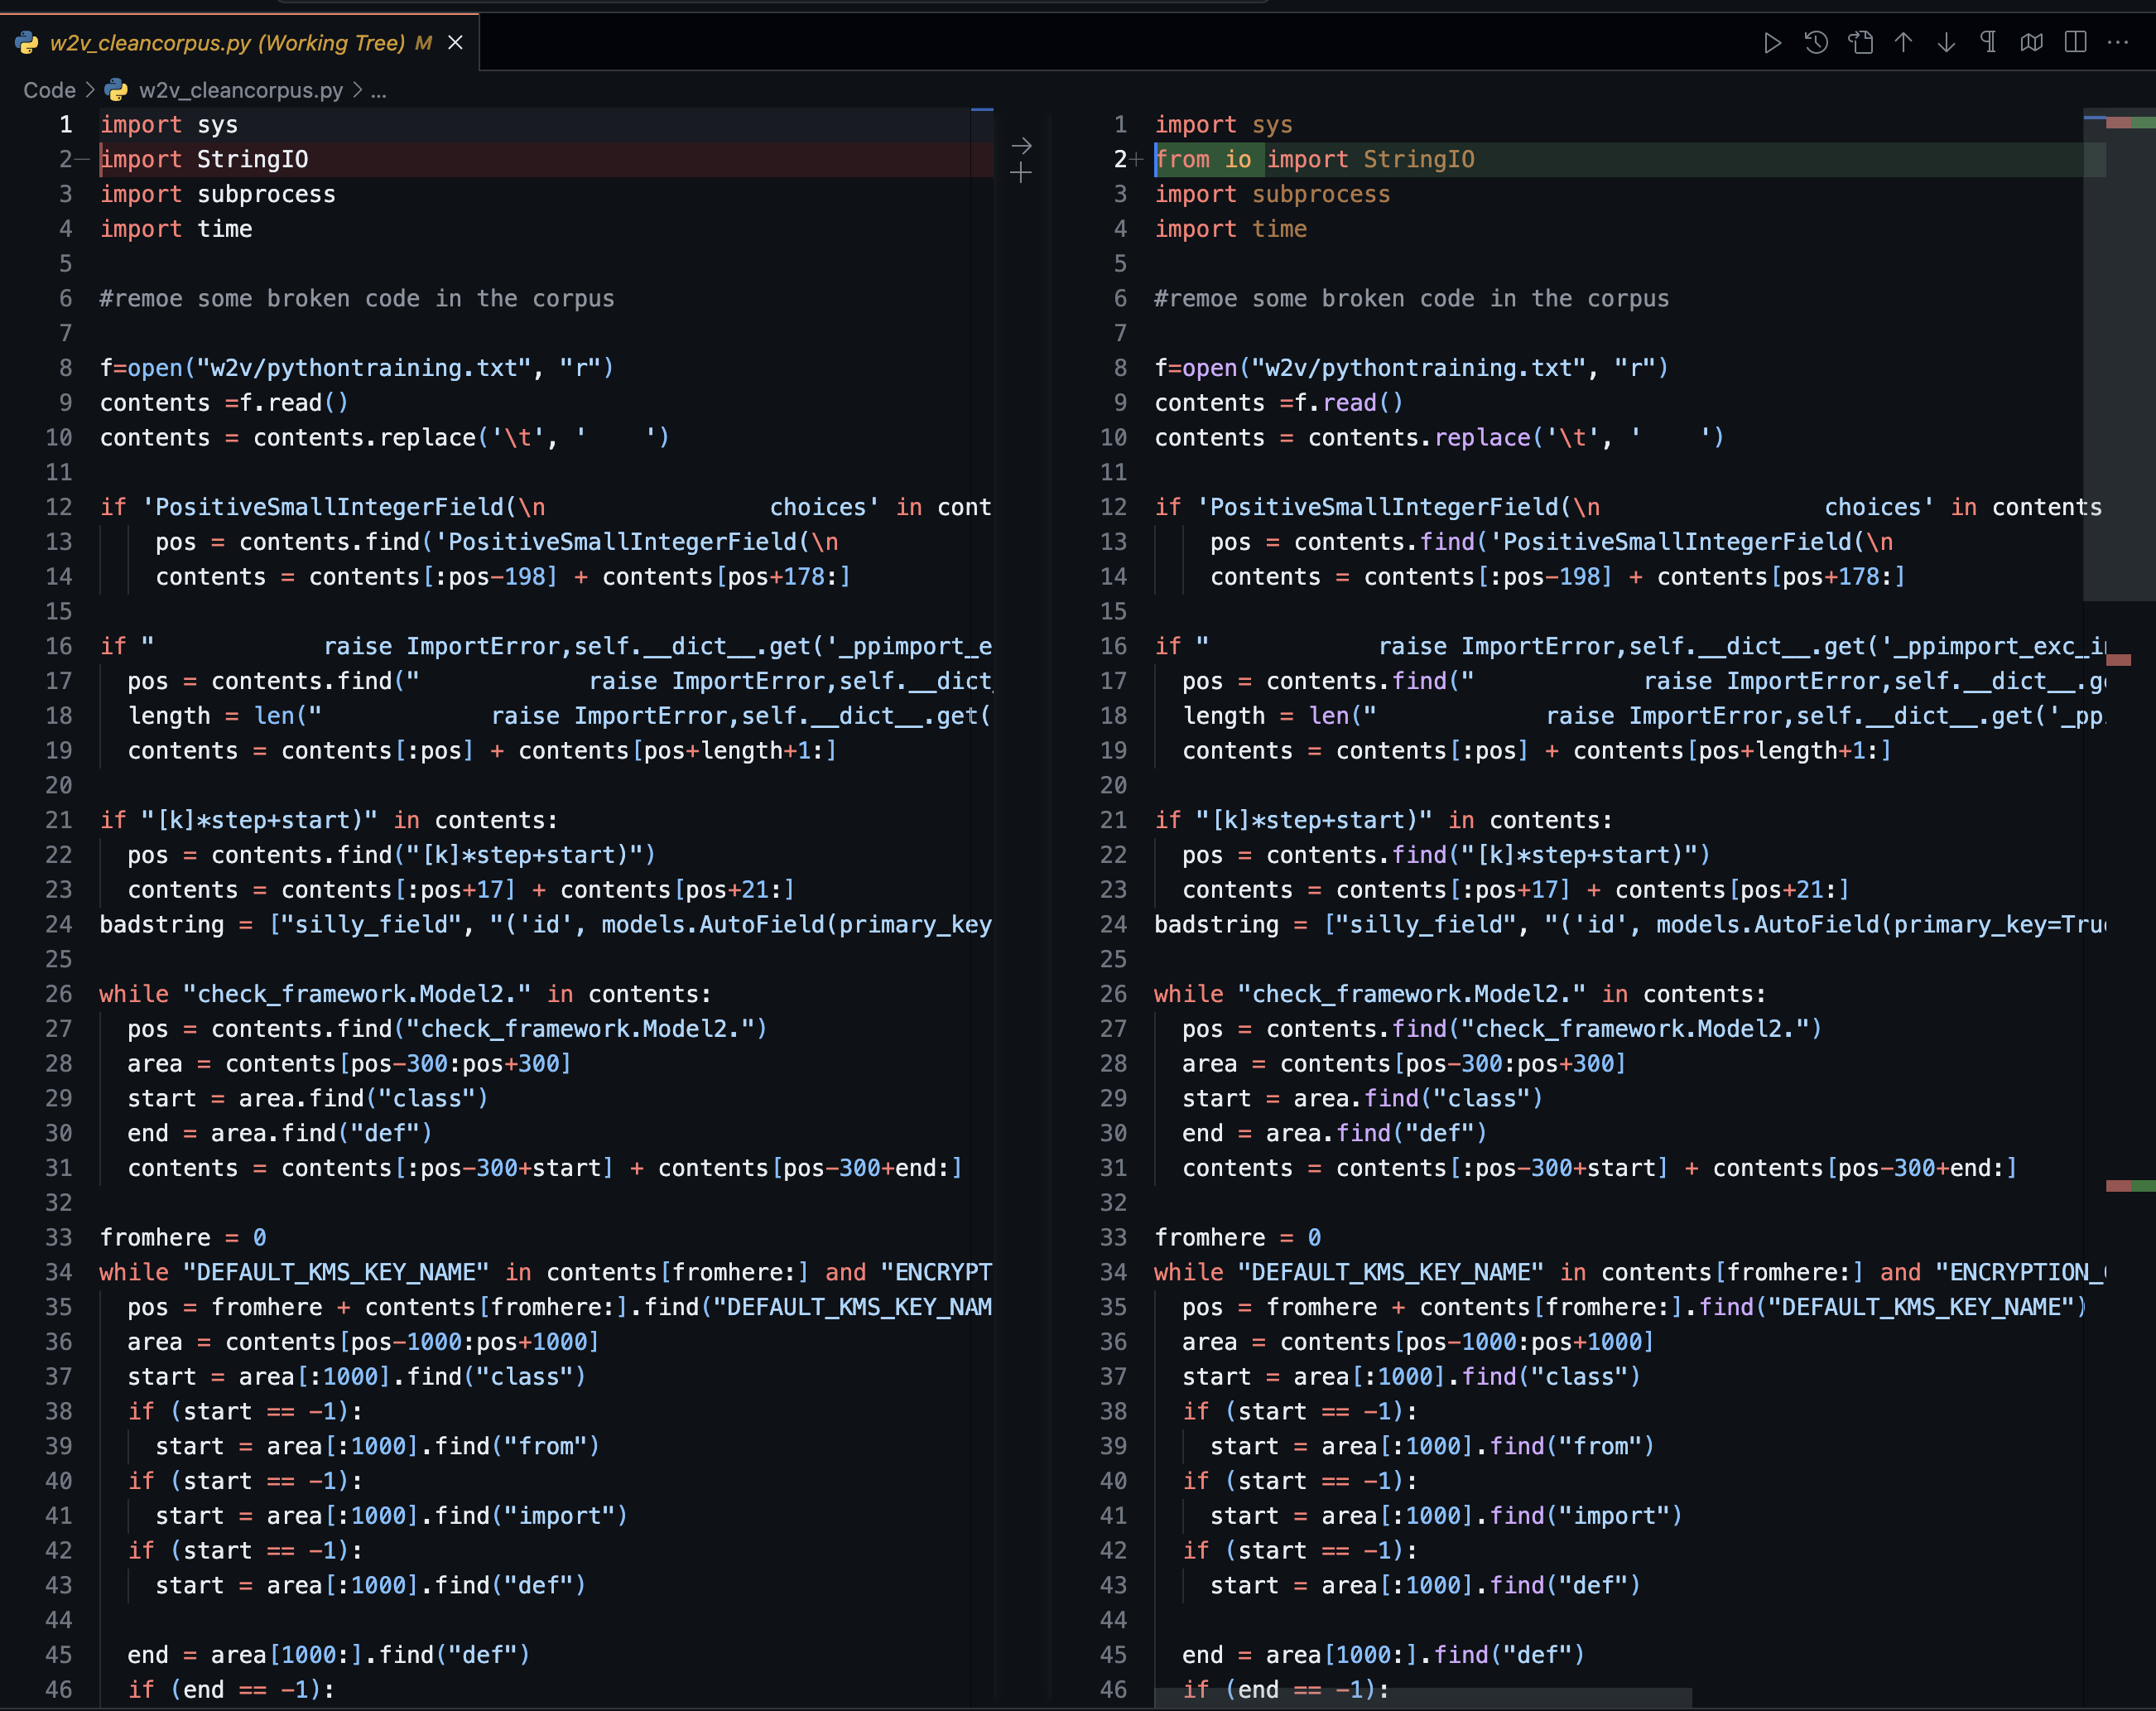 w2v_cleancorpus.py (Working Tree) M
Code > w2v_cleancorpus.py > ...
1 import sys
2 import StringIO
3 import subprocess
4 import time
5
6 #remoe some broken code in the corpus
7
8 f=open("w2v/pythontraining.txt", "r")
9 contents =f.read()
10 contents = contents.replace('\t', '    ')
11
12 if 'PositiveSmallIntegerField(\n                choices' in cont
13     pos = contents.find('PositiveSmallIntegerField(\n
14     contents = contents[:pos-198] + contents[pos+178:]
15
16 if "            raise ImportError,self.__dict__.get('_ppimport_e
17   pos = contents.find("            raise ImportError,self.__dict_
18   length = len("            raise ImportError,self.__dict__.get(
19   contents = contents[:pos] + contents[pos+length+1:]
20
21 if "[k]*step+start)" in contents:
22   pos = contents.find("[k]*step+start)")
23   contents = contents[:pos+17] + contents[pos+21:]
24 badstring = ["silly_field", "('id', models.AutoField(primary_key
25
26 while "check_framework.Model2." in contents:
27   pos = contents.find("check_framework.Model2.")
28   area = contents[pos-300:pos+300]
29   start = area.find("class")
30   end = area.find("def")
31   contents = contents[:pos-300+start] + contents[pos-300+end:]
32
33 fromhere = 0
34 while "DEFAULT_KMS_KEY_NAME" in contents[fromhere:] and "ENCRYPT
35   pos = fromhere + contents[fromhere:].find("DEFAULT_KMS_KEY_NAM
36   area = contents[pos-1000:pos+1000]
37   start = area[:1000].find("class")
38   if (start == -1):
39     start = area[:1000].find("from")
40   if (start == -1):
41     start = area[:1000].find("import")
42   if (start == -1):
43     start = area[:1000].find("def")
44
45   end = area[1000:].find("def")
46   if (end == -1):
1 import sys
2 from io import StringIO
3 import subprocess
4 import time
5
6 #remoe some broken code in the corpus
7
8 f=open("w2v/pythontraining.txt", "r")
9 contents =f.read()
10 contents = contents.replace('\t', '    ')
11
12 if 'PositiveSmallIntegerField(\n                choices' in contents
13     pos = contents.find('PositiveSmallIntegerField(\n
14     contents = contents[:pos-198] + contents[pos+178:]
15
16 if "            raise ImportError,self.__dict__.get('_ppimport_exc_i
17   pos = contents.find("            raise ImportError,self.__dict__.g
18   length = len("            raise ImportError,self.__dict__.get('_pp
19   contents = contents[:pos] + contents[pos+length+1:]
20
21 if "[k]*step+start)" in contents:
22   pos = contents.find("[k]*step+start)")
23   contents = contents[:pos+17] + contents[pos+21:]
24 badstring = ["silly_field", "('id', models.AutoField(primary_key=Tru
25
26 while "check_framework.Model2." in contents:
27   pos = contents.find("check_framework.Model2.")
28   area = contents[pos-300:pos+300]
29   start = area.find("class")
30   end = area.find("def")
31   contents = contents[:pos-300+start] + contents[pos-300+end:]
32
33 fromhere = 0
34 while "DEFAULT_KMS_KEY_NAME" in contents[fromhere:] and "ENCRYPTION_
35   pos = fromhere + contents[fromhere:].find("DEFAULT_KMS_KEY_NAME")
36   area = contents[pos-1000:pos+1000]
37   start = area[:1000].find("class")
38   if (start == -1):
39     start = area[:1000].find("from")
40   if (start == -1):
41     start = area[:1000].find("import")
42   if (start == -1):
43     start = area[:1000].find("def")
44
45   end = area[1000:].find("def")
46   if (end == -1):